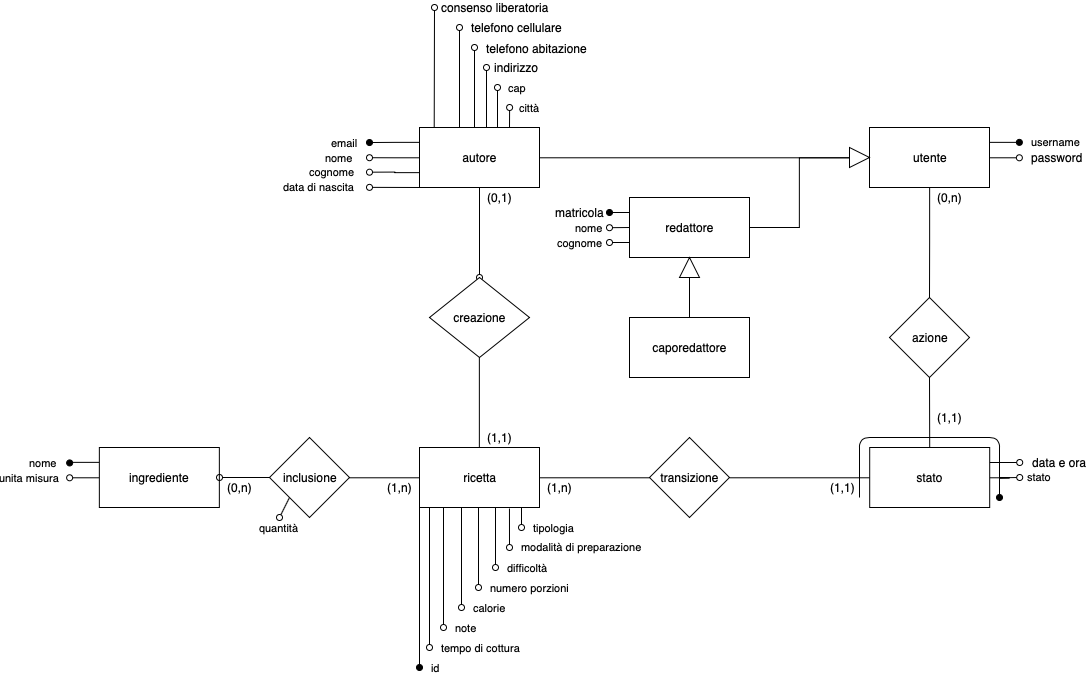 consenso liberatoria
telefono cellulare
telefono abitazione
indirizzo
cap
città
email
nome
cognome
data di nascita
autore
utente
username
password
(0,1)
(0,n)
matricola
nome
cognome
redattore
creazione
caporedattore
azione
(1,1)
(1,1)
nome
unita misura
ingrediente
(0,n)
inclusione
quantità
(1,n)
ricetta
(1,n)
transizione
(1,1)
stato
data e ora
stato
tipologia
modalità di preparazione
difficoltà
numero porzioni
calorie
note
tempo di cottura
id